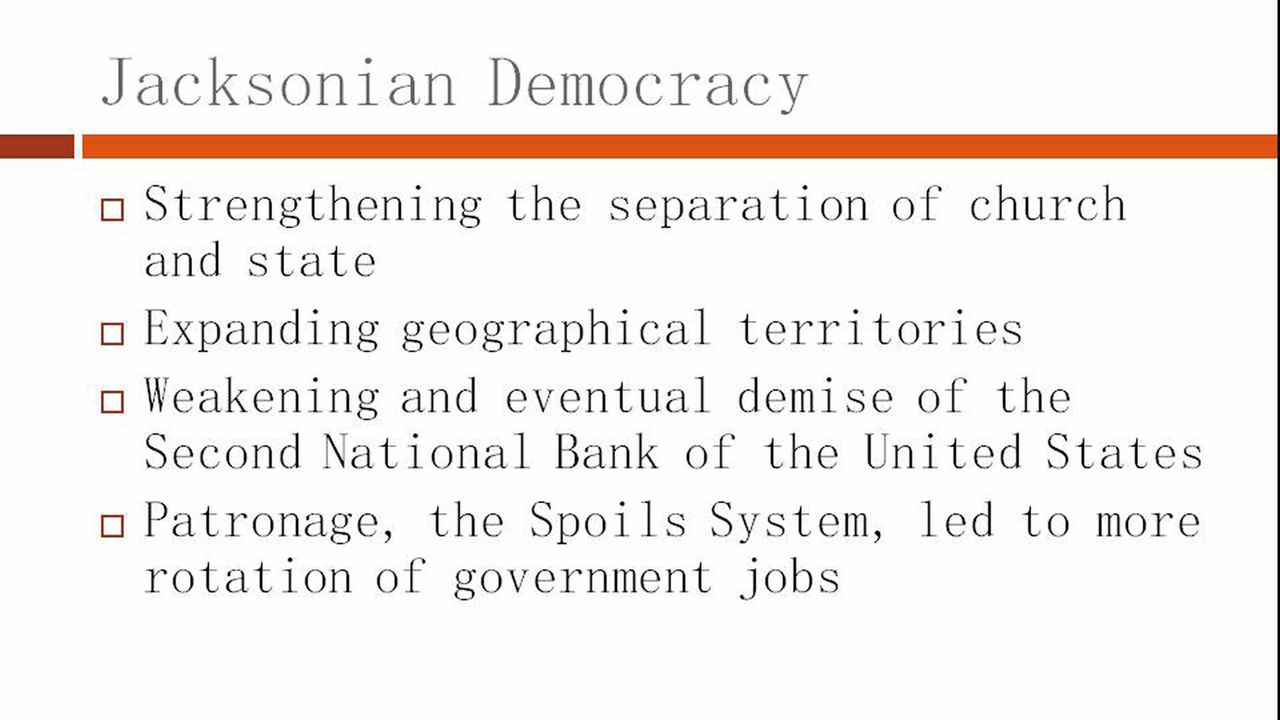 Jacksonian Democracy
Strengthening the separation of church
and state
Expanding geographical territories
Weakening and eventual demise of the
Second National Bank of the United States
Patronage, the Spoils System, led to more
rotation of government jobs